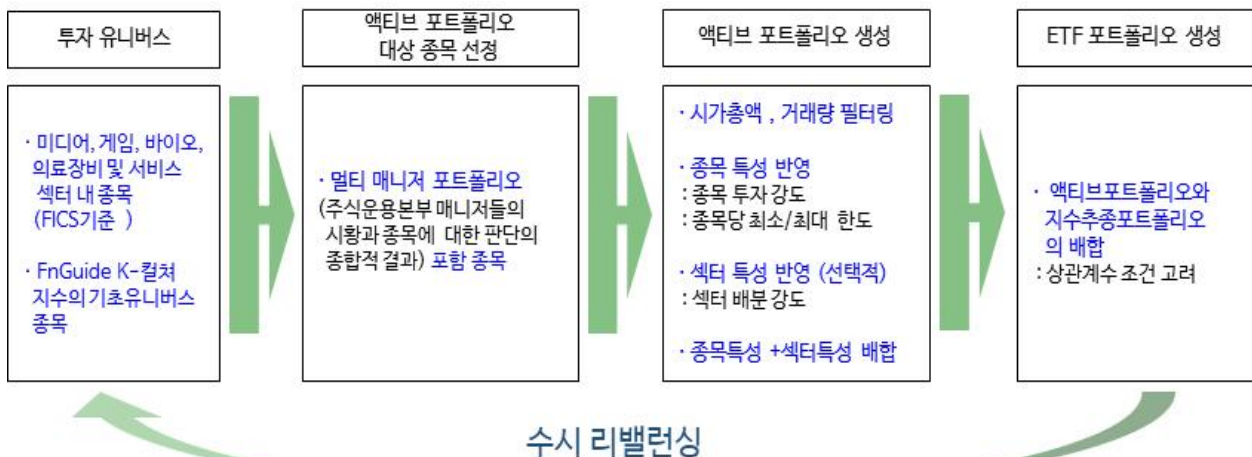 투자 유니버스
· 미디어, 게임, 바이오,
의료장비 및 서비스
섹터 내 종목
(FICS기준 )
· FnGuide K-컬쳐
지수의 기초유니버스
종목
액티브 포트폴리오
대상 종목 선정
· 멀티 매니저 포트폴리오
(주식운용본부 매니저들의
시황과 종목에 대한 판단의
종합적 결과) 포함 종목
액티브 포트폴리오 생성
· 시가총액 , 거래량 필터링
· 종목 특성 반영
: 종목 투자 강도
: 종목당 최소/최대 한도
· 섹터 특성 반영 (선택적)
: 섹터 배분 강도
· 종목특성 +섹터특성 배합
ETF 포트폴리오 생성
· 액티브포트폴리오와
지수추종포트폴리오
의 배합
: 상관계수 조건 고려
수시 리밸런싱